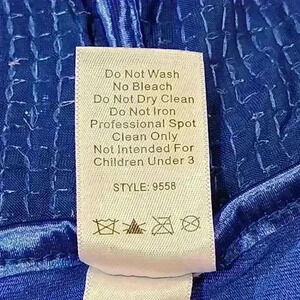 Do Not Wash
No Bleach
Do Not Dry Clean
Do Not Iron
Professional Spot
Clean Only
Not Intended For
Children Under 3
STYLE: 9558